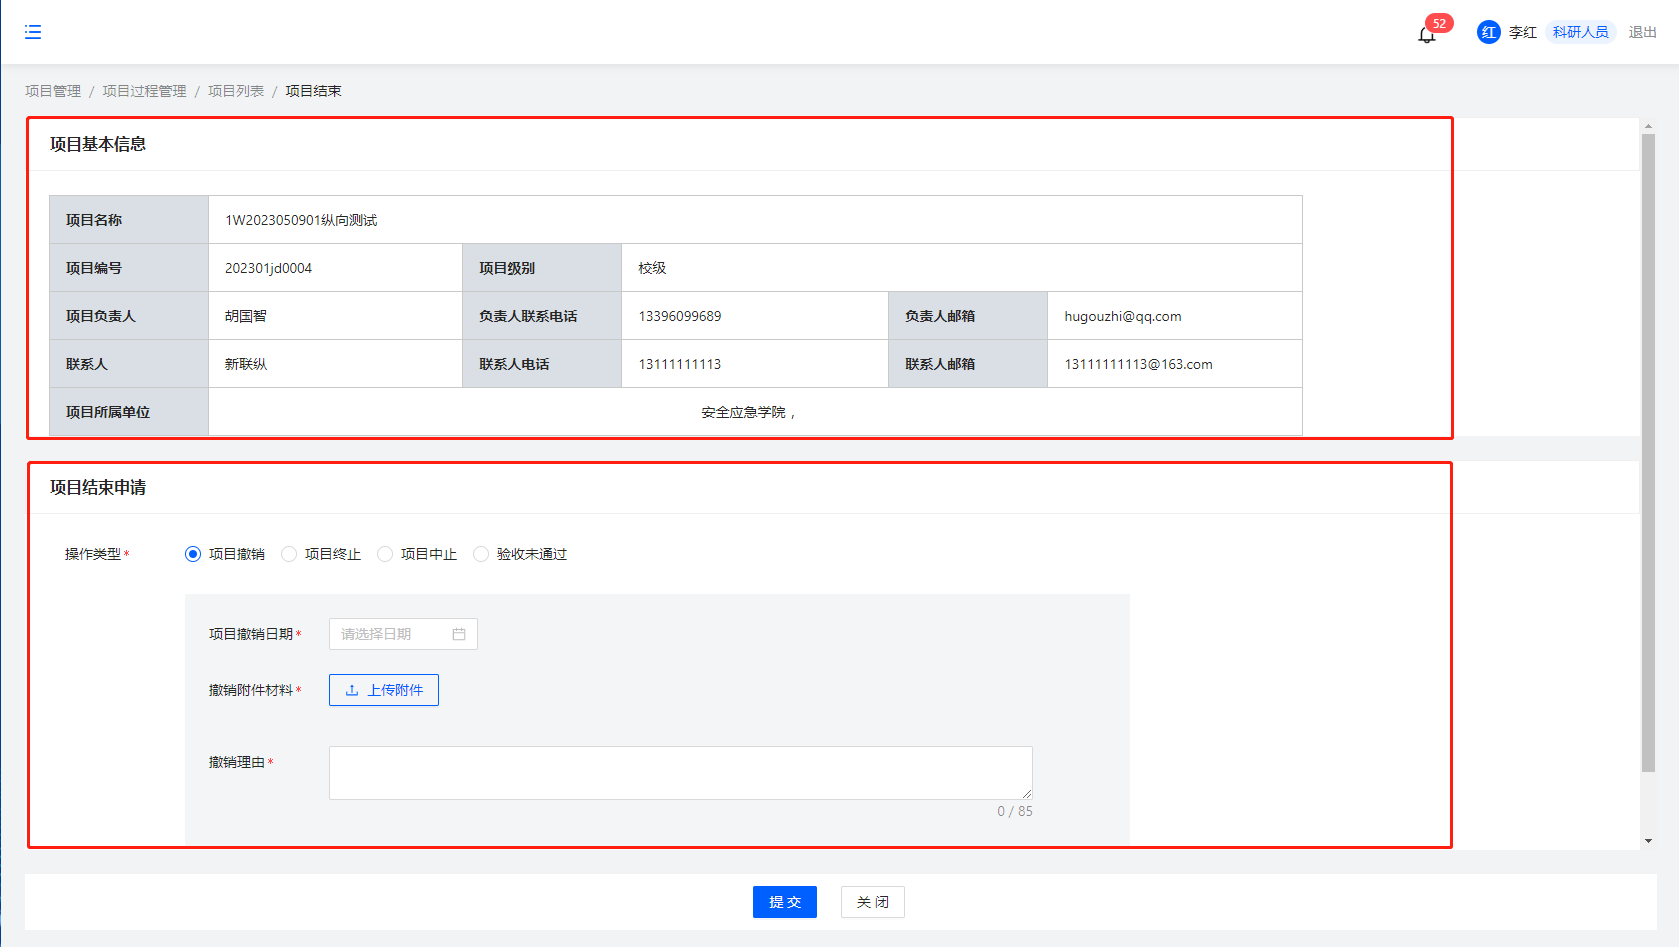 52
红 李红 科研人员 退出
项目管理 / 项目过程管理 / 项目列表 / 项目结束
项目基本信息
项目名称 1W2023050901纵向测试
项目编号 202301jd0004 项目级别 校级
项目负责人 胡国智 负责人联系电话 13396099689 负责人邮箱 hugouzhi@qq.com
联系人 新联纵 联系人电话 13111111113 联系人邮箱 13111111113@163.com
项目所属单位 安全应急学院，
项目结束申请
操作类型* 项目撤销 项目终止 项目中止 验收未通过
项目撤销日期* 请选择日期
撤销附件材料* 上传附件
撤销理由*
0 / 85
提交 关闭